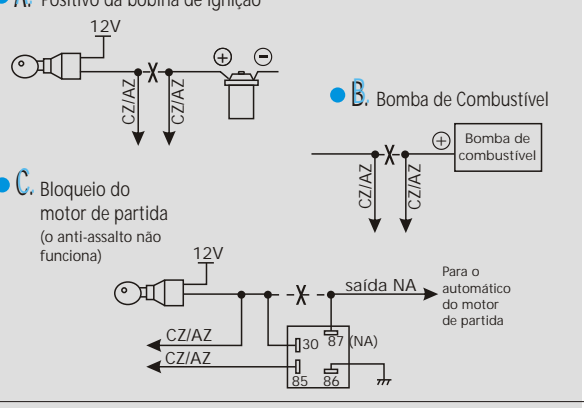 A. Positivo da bobina de ignição
12V
CZ/AZ
X
CZ/AZ
+
–
B. Bomba de Combustível
CZ/AZ
X
CZ/AZ
+
Bomba de
combustível
C. Bloqueio do
motor de partida
(o anti-assalto não
funciona)
12V
X
saída NA
Para o
automático
do motor
de partida
CZ/AZ
CZ/AZ
30
87 (NA)
85
86